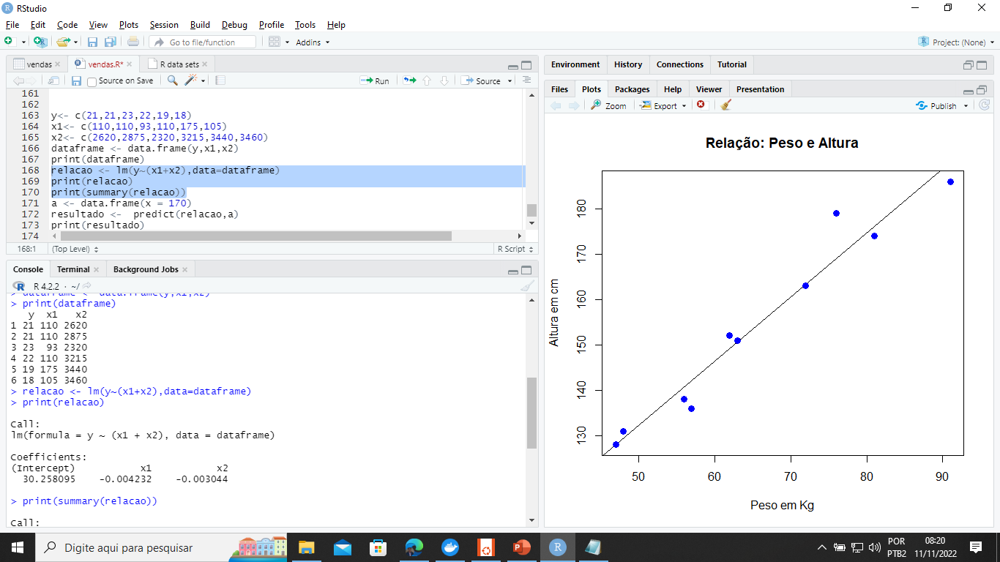 RStudio
File Edit Code View Plots Session Build Debug Profile Tools Help
Go to file/function Addins Project: (None)
vendas vendas.R* R data sets
Source on Save Run Source
161
162
163 y<- c(21,21,23,22,19,18)
164 x1<- c(110,110,93,110,175,105)
165 x2<- c(2620,2875,2320,3215,3440,3460)
166 dataframe <- data.frame(y,x1,x2)
167 print(dataframe)
168 relacao <- lm(y~(x1+x2),data=dataframe)
169 print(relacao)
170 print(summary(relacao))
171 a <- data.frame(x = 170)
172 resultado <-  predict(relacao,a)
173 print(resultado)
174
168:1 (Top Level) R Script
Console Terminal Background Jobs
R 4.2.2 · ~/
> dataframe <- data.frame(y,x1,x2)
> print(dataframe)
   y  x1   x2
1 21 110 2620
2 21 110 2875
3 23  93 2320
4 22 110 3215
5 19 175 3440
6 18 105 3460
> relacao <- lm(y~(x1+x2),data=dataframe)
> print(relacao)
Call:
lm(formula = y ~ (x1 + x2), data = dataframe)
Coefficients:
(Intercept)           x1           x2
  30.258095    -0.004232    -0.003044
> print(summary(relacao))
Call:
Environment History Connections Tutorial
Files Plots Packages Help Viewer Presentation
Zoom Export Publish
Relação: Peso e Altura
Altura em cm
180
170
160
150
140
130
50 60 70 80 90
Peso em Kg
Digite aqui para pesquisar
POR
PTB2
08:20
11/11/2022